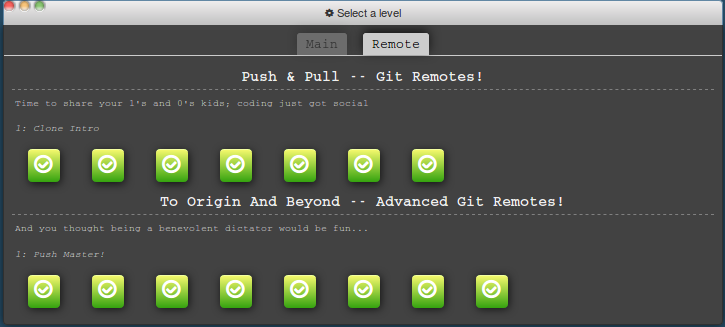 Select a level
Main Remote
Push & Pull -- Git Remotes!
Time to share your 1's and 0's kids; coding just got social
1: Clone Intro
To Origin And Beyond -- Advanced Git Remotes!
And you thought being a benevolent dictator would be fun...
1: Push Master!